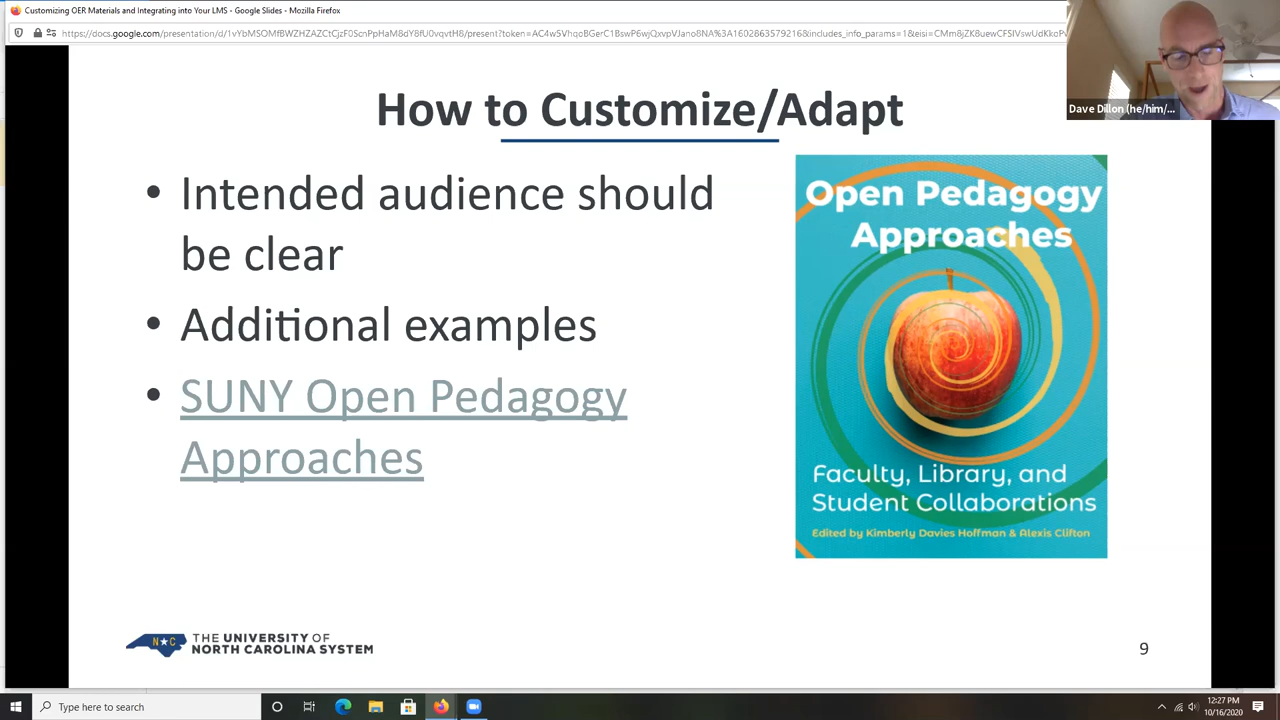 Customizing OER Materials and Integrating into Your LMS - Google Slides - Mozilla Firefox
Dave Dillon (he/him/...
How to Customize/Adapt
• Intended audience should
be clear
• Additional examples
• SUNY Open Pedagogy
Approaches
Open Pedagogy
Approaches
Faculty, Library, and
Student Collaborations
Edited by Kimberly Davies Hoffman & Alexis Clifton
N★C
THE UNIVERSITY OF
NORTH CAROLINA SYSTEM
9
Type here to search
12:27 PM
10/16/2020